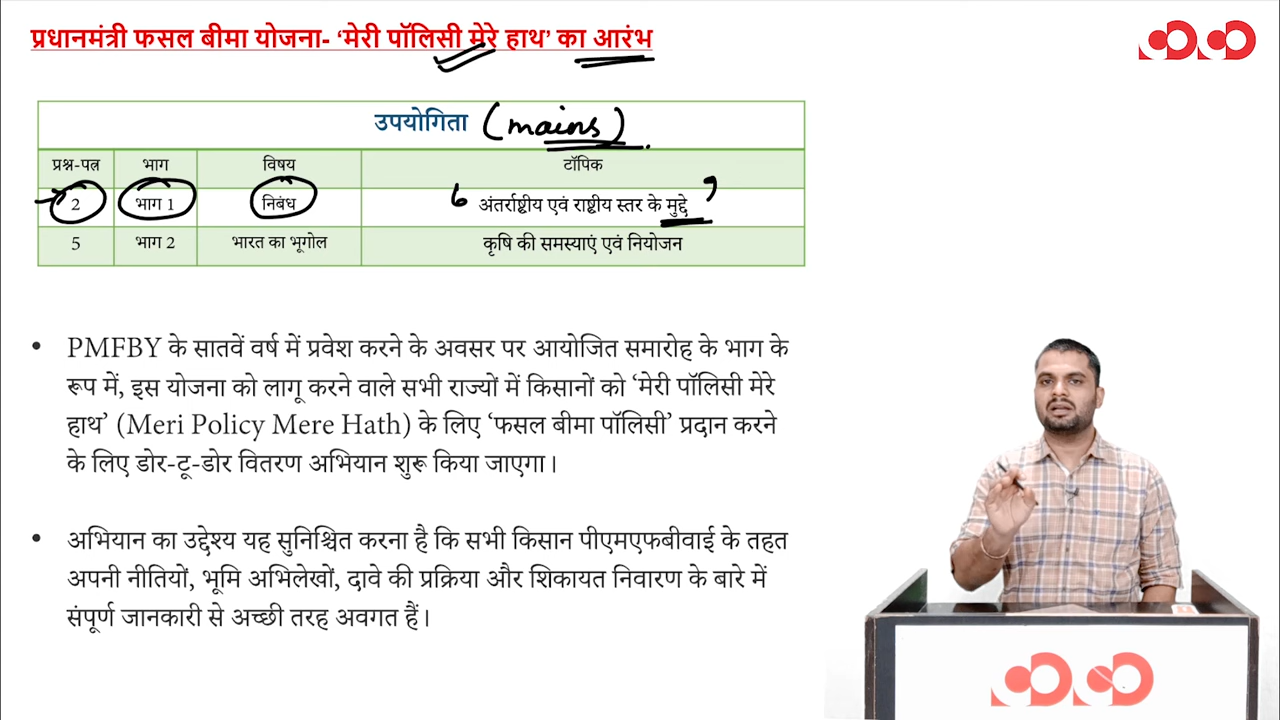 प्रधानमंत्री फसल बीमा योजना- ‘मेरी पॉलिसी मेरे हाथ’ का आरंभ
उपयोगिता (mains)
प्रश्न-पत्र भाग विषय टॉपिक
2 भाग 1 निबंध ‘ अंतर्राष्ट्रीय एवं राष्ट्रीय स्तर के मुद्दे ’
5 भाग 2 भारत का भूगोल कृषि की समस्याएं एवं नियोजन
• PMFBY के सातवें वर्ष में प्रवेश करने के अवसर पर आयोजित समारोह के भाग के
रूप में, इस योजना को लागू करने वाले सभी राज्यों में किसानों को ‘मेरी पॉलिसी मेरे
हाथ’ (Meri Policy Mere Hath) के लिए ‘फसल बीमा पॉलिसी’ प्रदान करने
के लिए डोर-टू-डोर वितरण अभियान शुरू किया जाएगा।
• अभियान का उद्देश्य यह सुनिश्चित करना है कि सभी किसान पीएमएफबीवाई के तहत
अपनी नीतियों, भूमि अभिलेखों, दावे की प्रक्रिया और शिकायत निवारण के बारे में
संपूर्ण जानकारी से अच्छी तरह अवगत हैं।